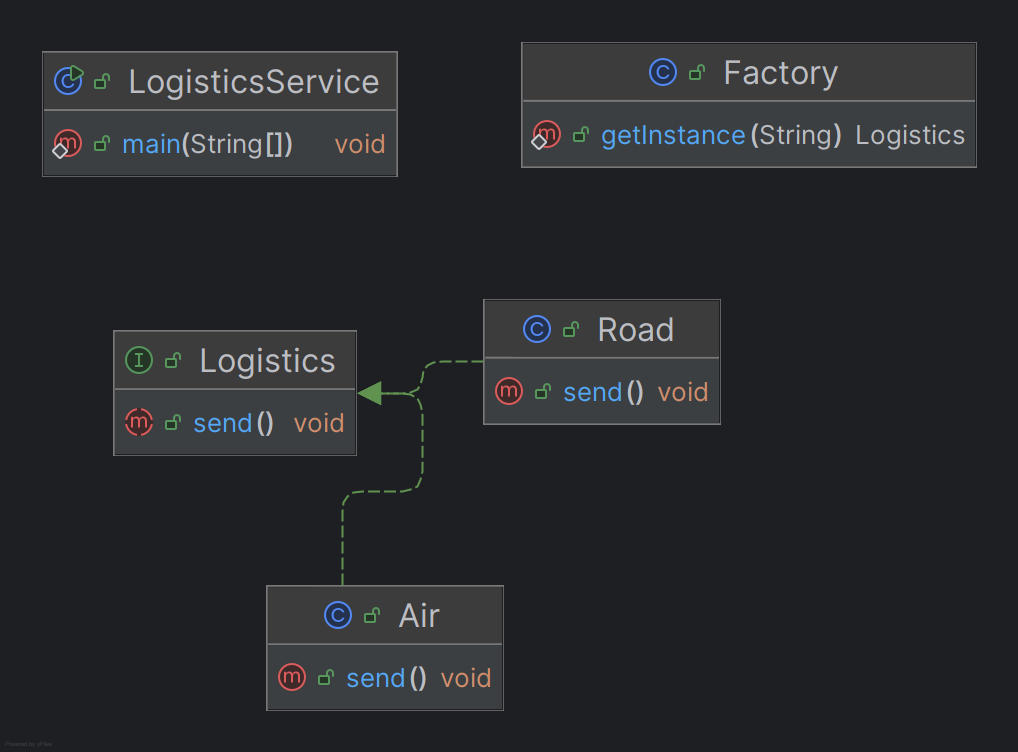 LogisticsService
main(String[]) void
Factory
getInstance(String) Logistics
Logistics
send() void
Road
send() void
Air
send() void
Powered by yFiles